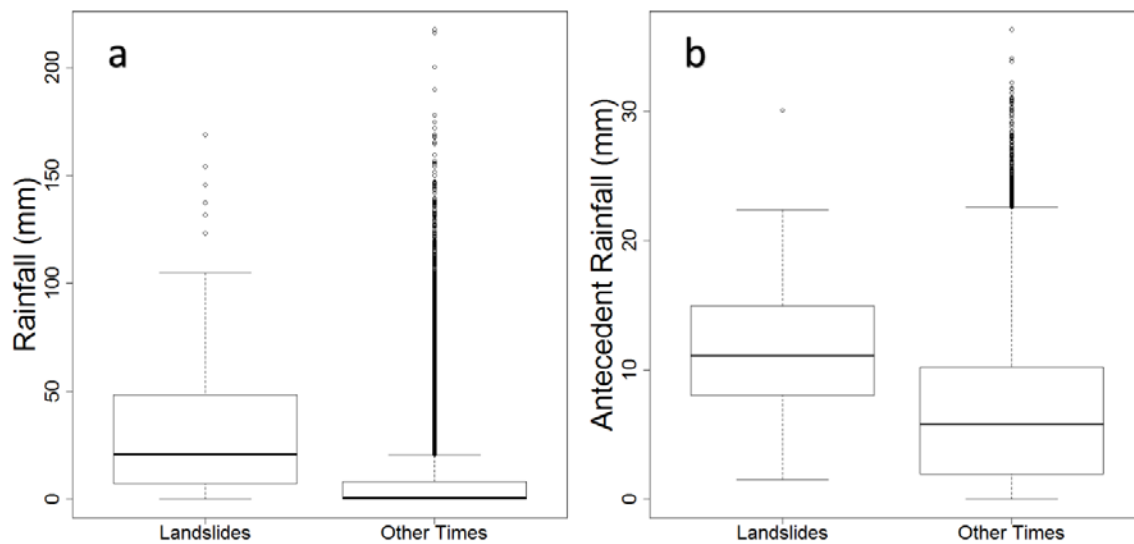 a
Rainfall (mm)
200
150
100
50
0
Landslides
Other Times
b
Antecedent Rainfall (mm)
30
20
10
0
Landslides
Other Times